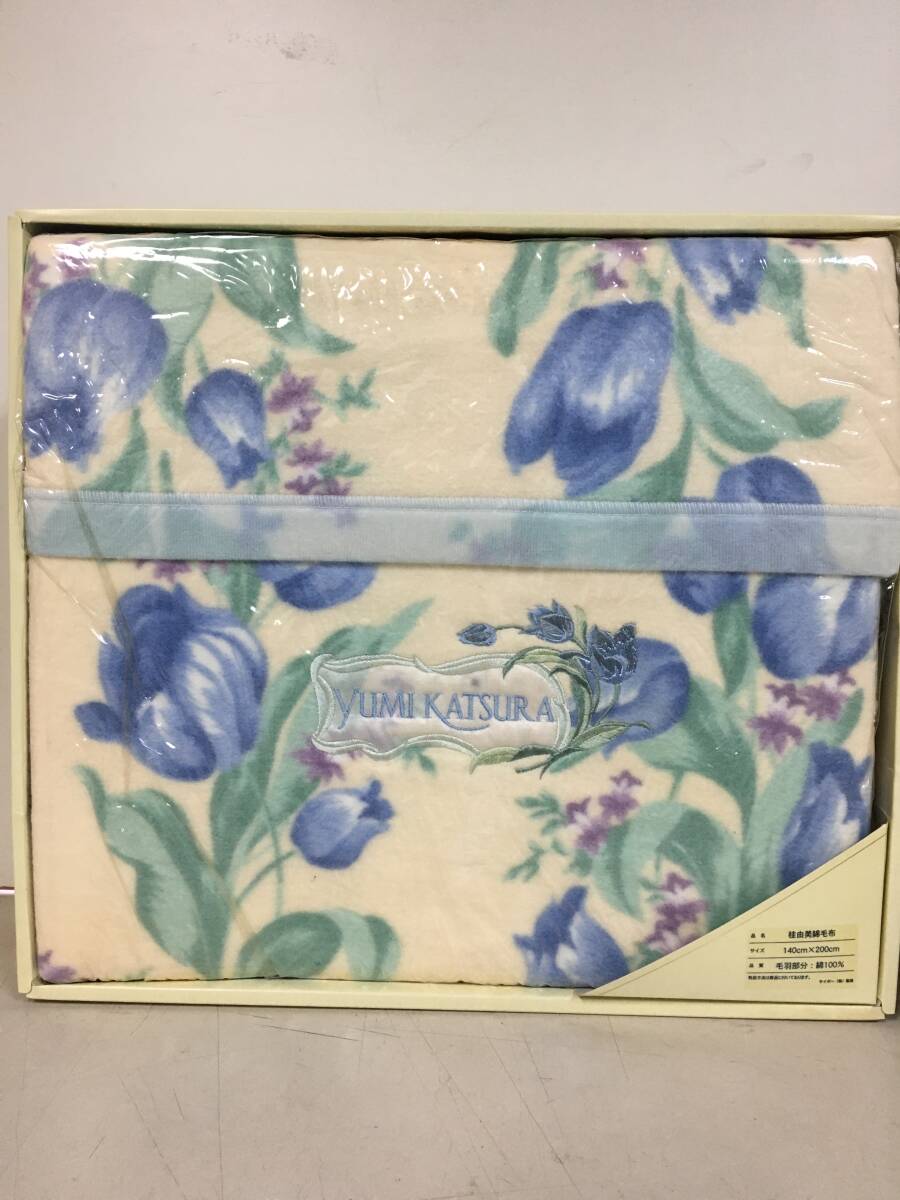 YUMI KATSURA
品名 桂由美綿毛布
サイズ 140cm×200cm
品質 毛羽部分：綿100%